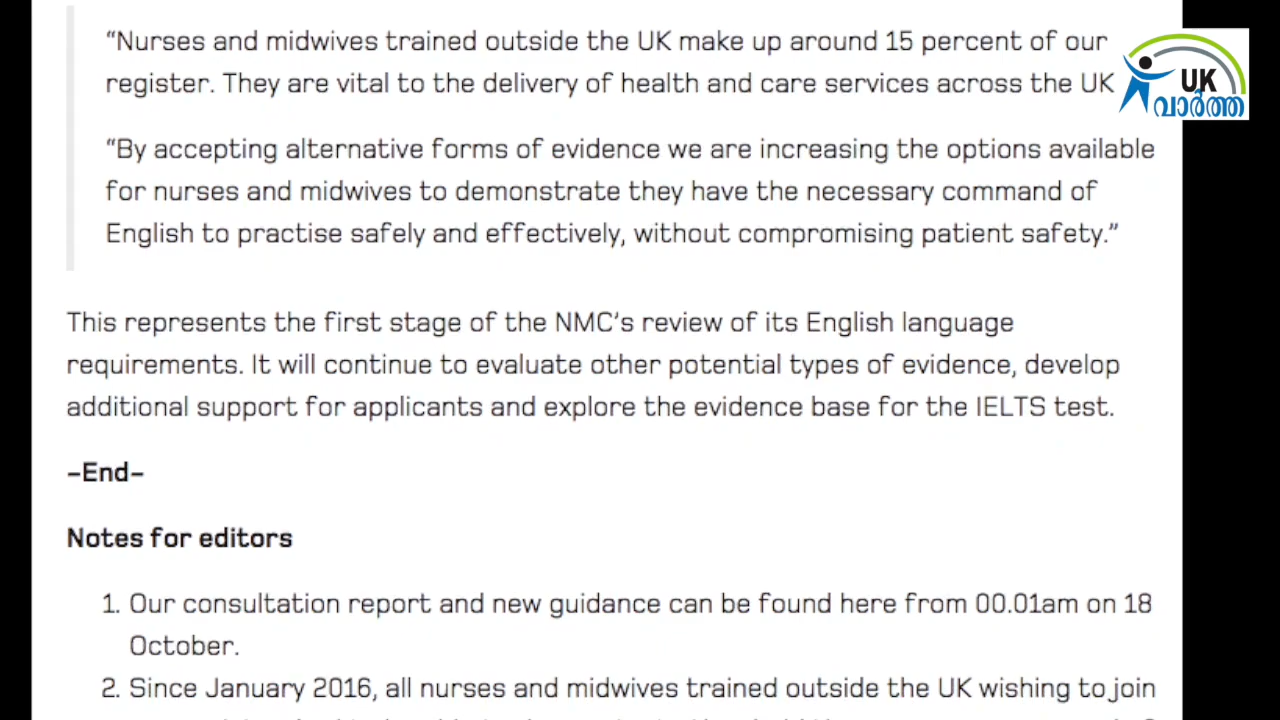 “Nurses and midwives trained outside the UK make up around 15 percent of our
register. They are vital to the delivery of health and care services across the UK
UK
വാർത്ത
“By accepting alternative forms of evidence we are increasing the options available
for nurses and midwives to demonstrate they have the necessary command of
English to practise safely and effectively, without compromising patient safety.”
This represents the first stage of the NMC’s review of its English language
requirements. It will continue to evaluate other potential types of evidence, develop
additional support for applicants and explore the evidence base for the IELTS test.
–End–
Notes for editors
1. Our consultation report and new guidance can be found here from 00.01am on 18
October.
2. Since January 2016, all nurses and midwives trained outside the UK wishing to join